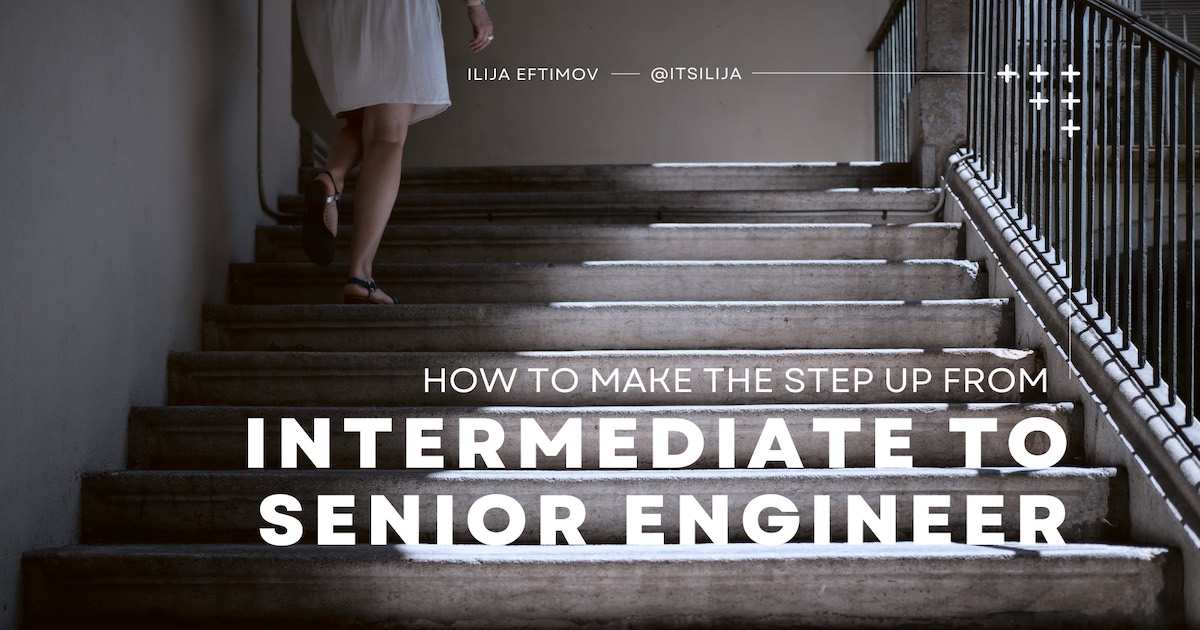 ILIJA EFTIMOV — @ITSILIJA
HOW TO MAKE THE STEP UP FROM
INTERMEDIATE TO
SENIOR ENGINEER